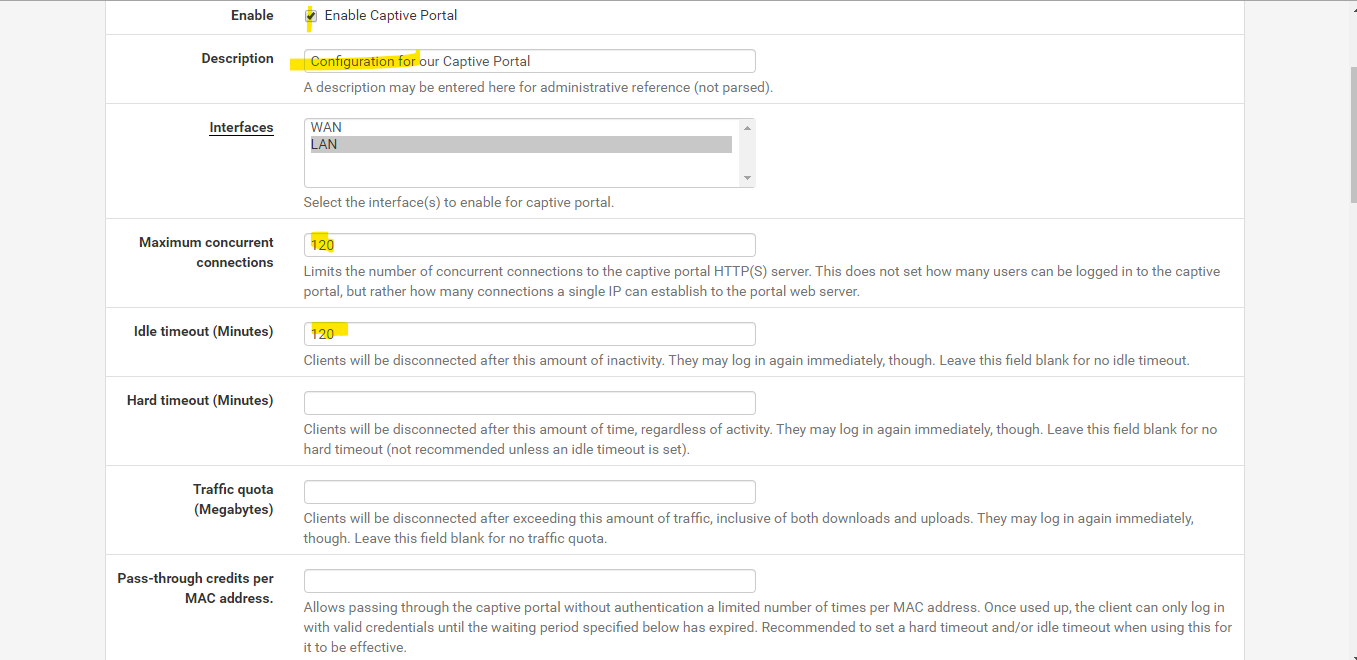 Enable
Enable Captive Portal
Description
Configuration for our Captive Portal
A description may be entered here for administrative reference (not parsed).
Interfaces
WAN
LAN
Select the interface(s) to enable for captive portal.
Maximum concurrent
connections
120
Limits the number of concurrent connections to the captive portal HTTP(S) server. This does not set how many users can be logged in to the captive
portal, but rather how many connections a single IP can establish to the portal web server.
Idle timeout (Minutes)
120
Clients will be disconnected after this amount of inactivity. They may log in again immediately, though. Leave this field blank for no idle timeout.
Hard timeout (Minutes)
Clients will be disconnected after this amount of time, regardless of activity. They may log in again immediately, though. Leave this field blank for no
hard timeout (not recommended unless an idle timeout is set).
Traffic quota
(Megabytes)
Clients will be disconnected after exceeding this amount of traffic, inclusive of both downloads and uploads. They may log in again immediately,
though. Leave this field blank for no traffic quota.
Pass-through credits per
MAC address.
Allows passing through the captive portal without authentication a limited number of times per MAC address. Once used up, the client can only log in
with valid credentials until the waiting period specified below has expired. Recommended to set a hard timeout and/or idle timeout when using this for
it to be effective.